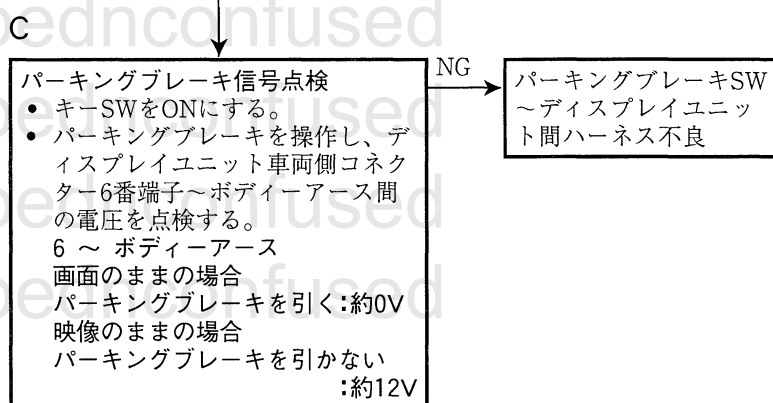 C
パーキングブレーキ信号点検
● キーSWをONにする。
● パーキングブレーキを操作し、デ
ィスプレイユニット車両側コネク
ター6番端子～ボディーアース間
の電圧を点検する。
6 ～ ボディーアース
画面のままの場合
パーキングブレーキを引く:約0V
映像のままの場合
パーキングブレーキを引かない
:約12V
NG
パーキングブレーキSW
～ディスプレイユニッ
ト間ハーネス不良
pednconfused
pednconfused
pednconfused
pednconfused